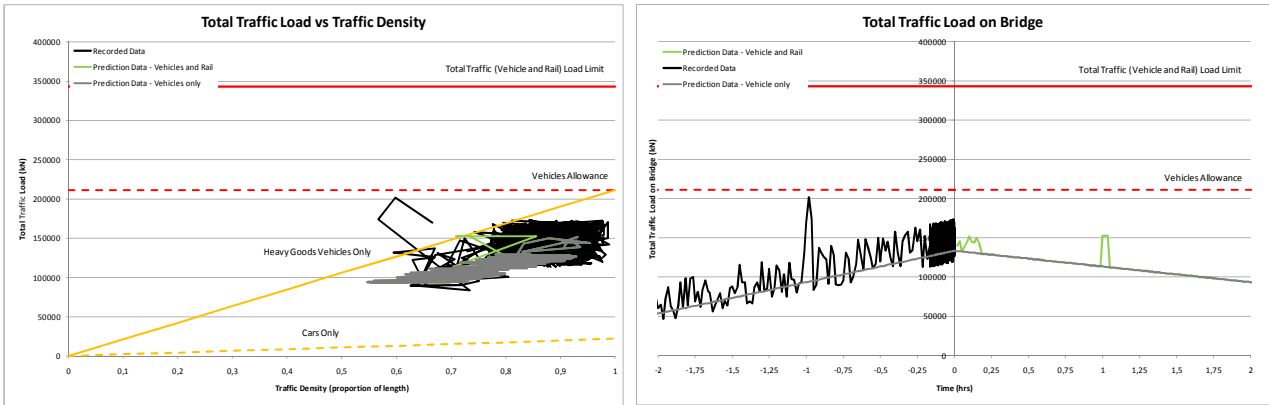 Total Traffic Load vs Traffic Density
400000
350000
300000
250000
200000
150000
100000
50000
0
Total Traffic Load (kN)
Recorded Data
Prediction Data - Vehicles and Rail
Prediction Data - Vehicles only
Total Traffic (Vehicle and Rail) Load Limit
Vehicles Allowance
Heavy Goods Vehicles Only
Cars Only
0 0,1 0,2 0,3 0,4 0,5 0,6 0,7 0,8 0,9 1
Traffic Density (proportion of length)
Total Traffic Load on Bridge
Total Traffic Load on Bridge (kN)
400000
350000
300000
250000
200000
150000
100000
50000
0
Prediction Data - Vehicle and Rail
Recorded Data
Prediction Data - Vehicle only
Total Traffic (Vehicle and Rail) Load Limit
Vehicles Allowance
-2 -1,75 -1,5 -1,25 -1 -0,75 -0,5 -0,25 0 0,25 0,5 0,75 1 1,25 1,5 1,75 2
Time (hrs)